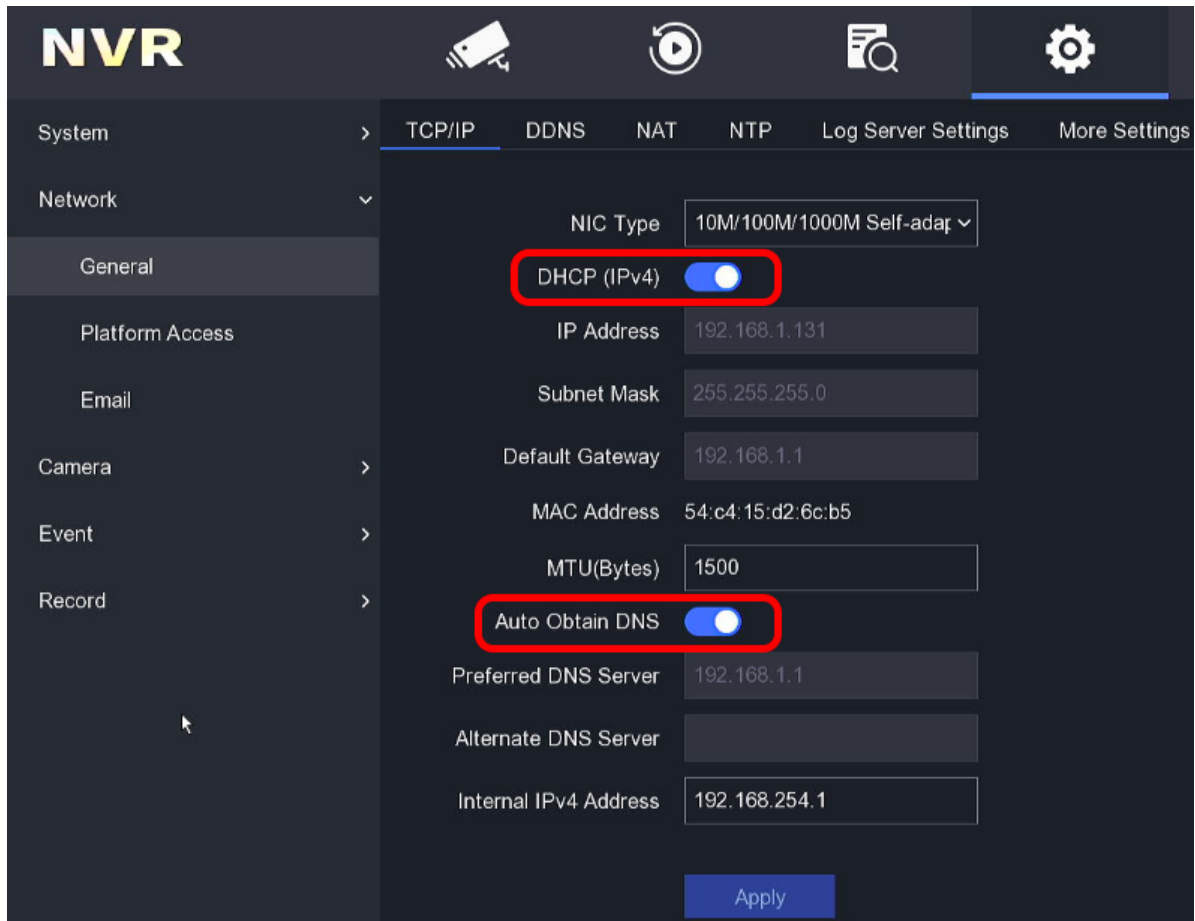 NVR
System
Network
General
Platform Access
Email
Camera
Event
Record
TCP/IP DDNS NAT NTP Log Server Settings More Settings
NIC Type 10M/100M/1000M Self-adap
DHCP (IPv4)
IP Address 192.168.1.131
Subnet Mask 255.255.255.0
Default Gateway 192.168.1.1
MAC Address 54:c4:15:d2:6c:b5
MTU(Bytes) 1500
Auto Obtain DNS
Preferred DNS Server 192.168.1.1
Alternate DNS Server
Internal IPv4 Address 192.168.254.1
Apply